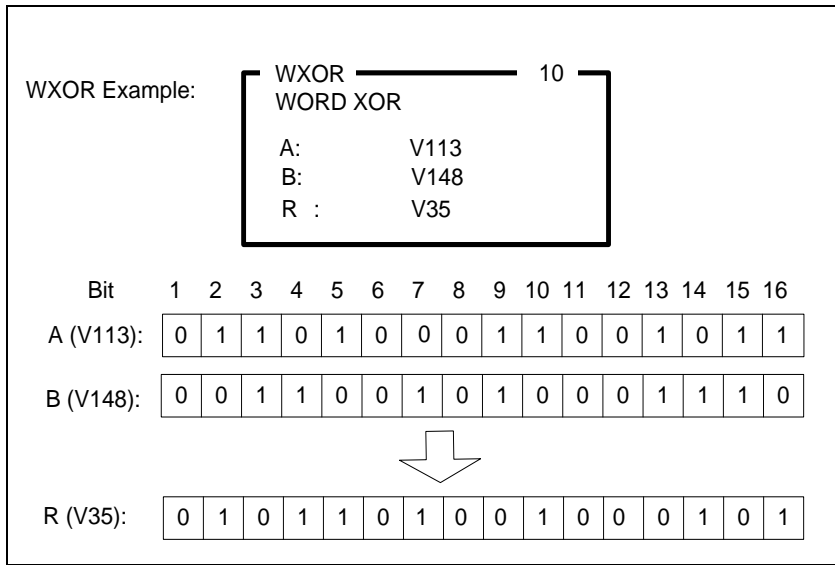 WXOR 10
WXOR Example:
WORD XOR
A: V113
B: V148
R : V35
Bit 1 2 3 4 5 6 7 8 9 10 11 12 13 14 15 16
A (V113): 0 1 1 0 1 0 0 0 1 1 0 0 1 0 1 1
B (V148): 0 0 1 1 0 0 1 0 1 0 0 0 1 1 1 0
R (V35): 0 1 0 1 1 0 1 0 0 1 0 0 0 1 0 1